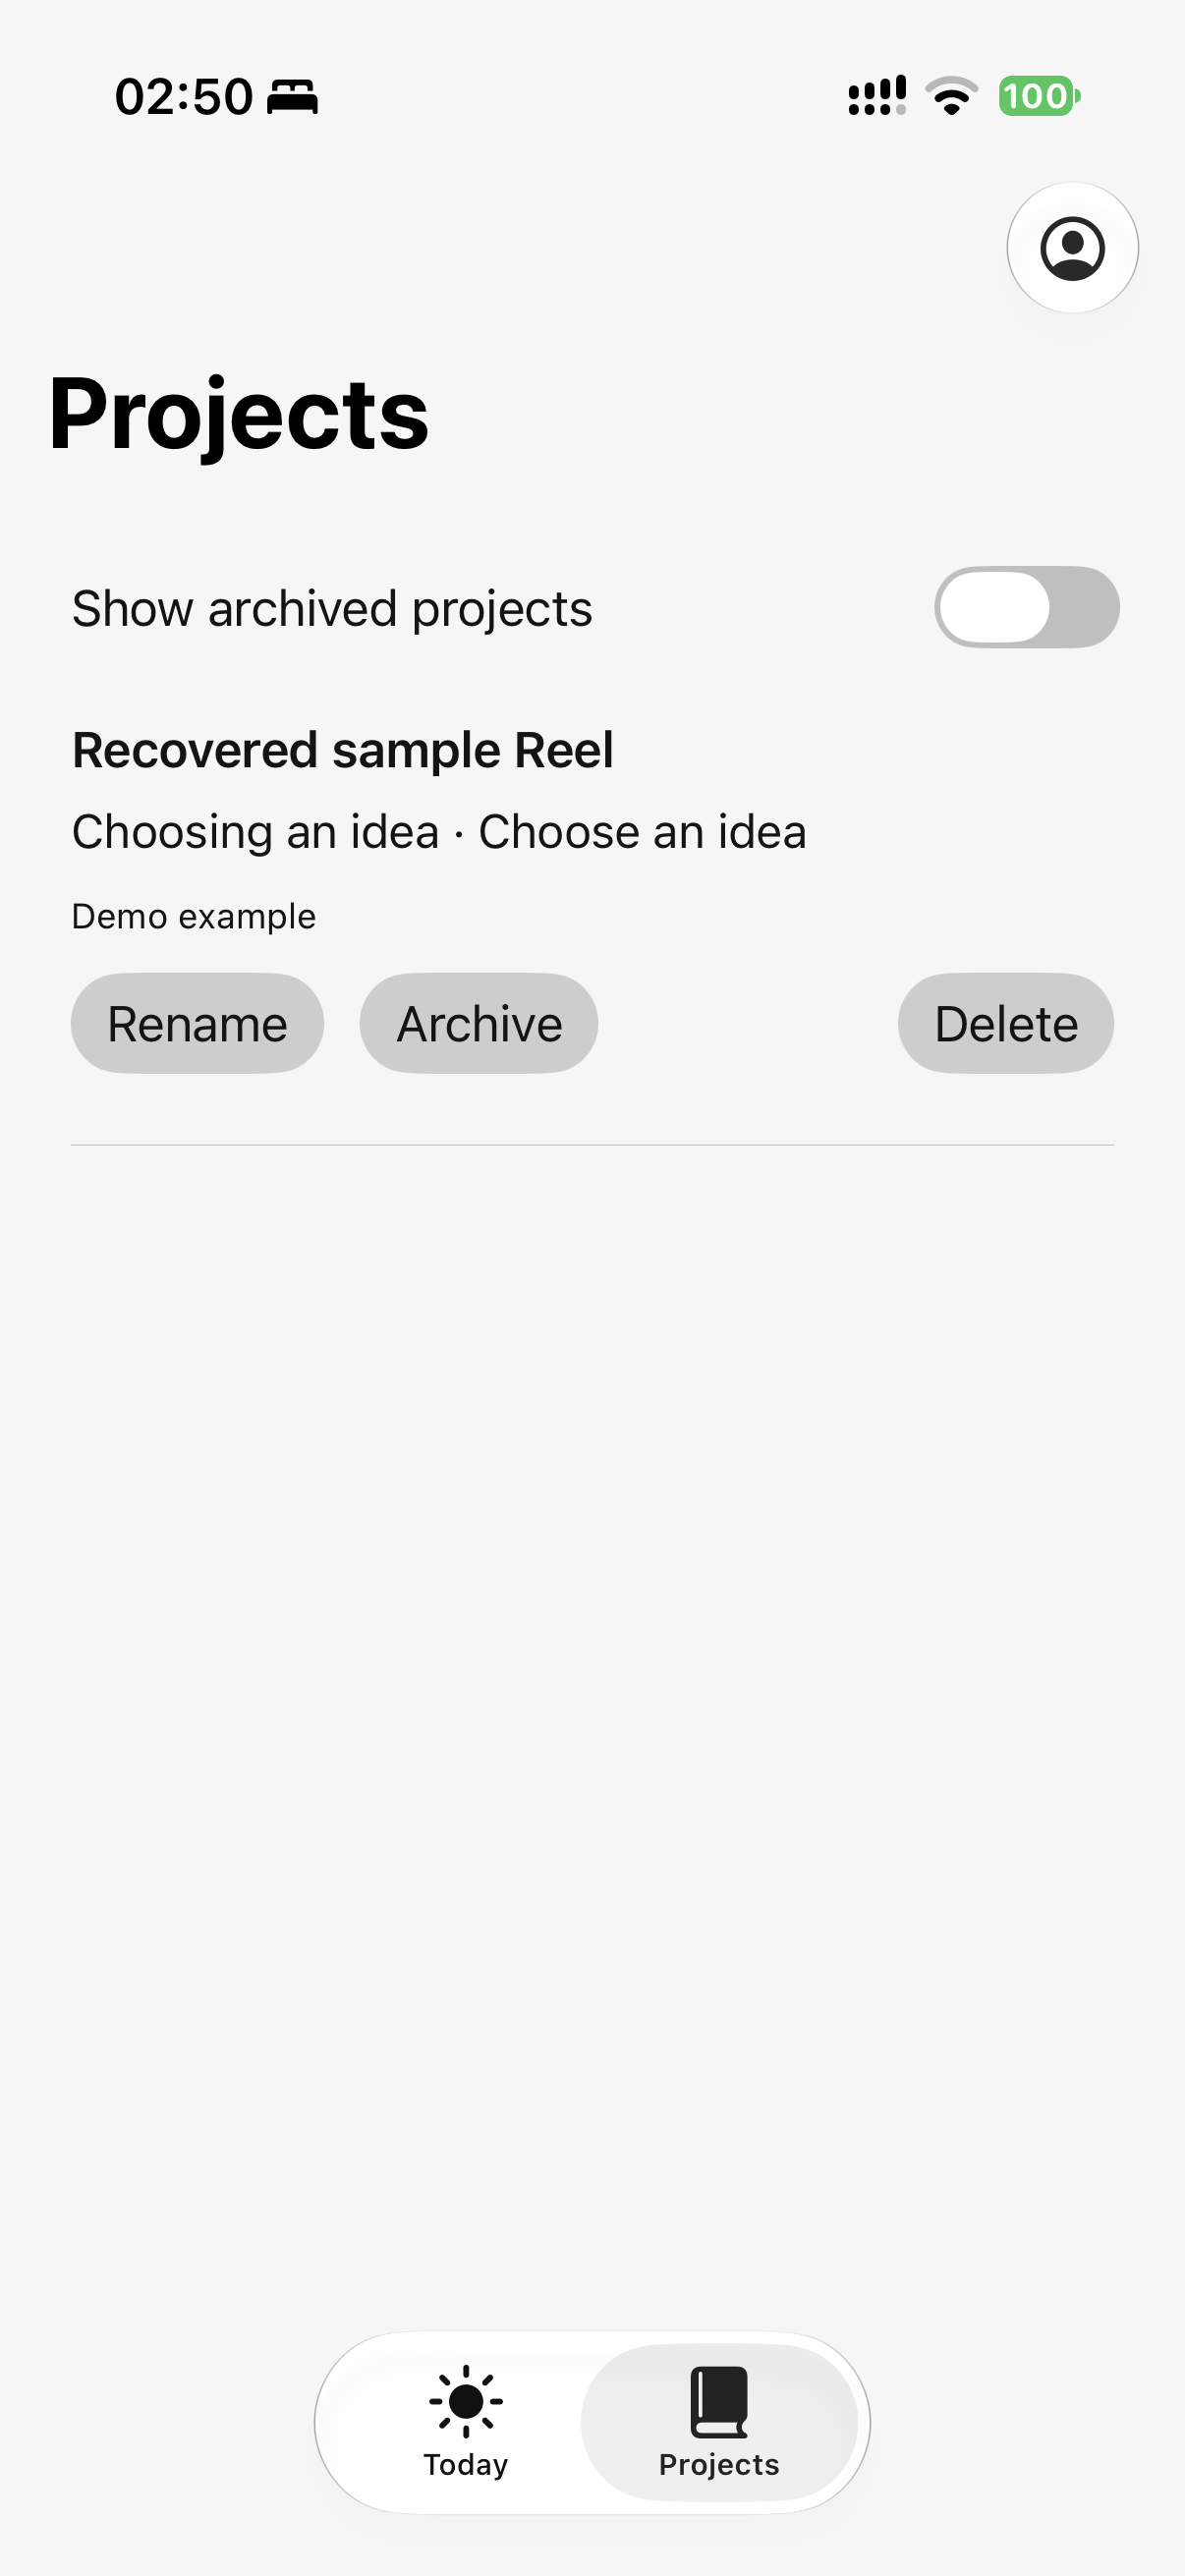 02:50
100
Projects
Show archived projects
Recovered sample Reel
Choosing an idea · Choose an idea
Demo example
Rename Archive Delete
Today Projects